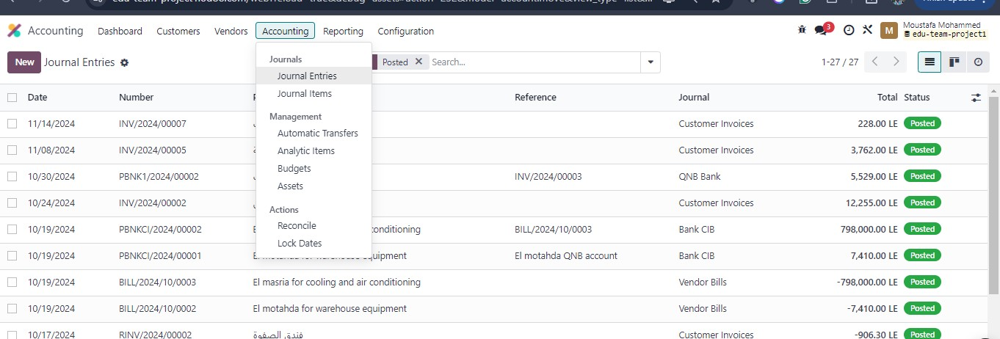 Accounting Dashboard Customers Vendors Accounting Reporting Configuration 3 M Moustafa Mohammed
edu-team-project1
New Journal Entries Posted Search... 1-27 / 27
Journals
Journal Entries
Journal Items
Management
Automatic Transfers
Analytic Items
Budgets
Assets
Actions
Reconcile
Lock Dates
Date Number Reference Journal Total Status
11/14/2024 INV/2024/00007 Customer Invoices 228.00 LE Posted
11/08/2024 INV/2024/00005 Customer Invoices 3,762.00 LE Posted
10/30/2024 PBNK1/2024/00002 INV/2024/00003 QNB Bank 5,529.00 LE Posted
10/24/2024 INV/2024/00002 Customer Invoices 12,255.00 LE Posted
10/19/2024 PBNKCI/2024/00002 conditioning BILL/2024/10/0003 Bank CIB 798,000.00 LE Posted
10/19/2024 PBNKCI/2024/00001 El motahda for warehouse equipment El motahda QNB account Bank CIB 7,410.00 LE Posted
10/19/2024 BILL/2024/10/0003 El masria for cooling and air conditioning Vendor Bills -798,000.00 LE Posted
10/19/2024 BILL/2024/10/0002 El motahda for warehouse equipment Vendor Bills -7,410.00 LE Posted
10/17/2024 RINV/2024/00002 فندق الصفوة Customer Invoices -906.30 LE Posted